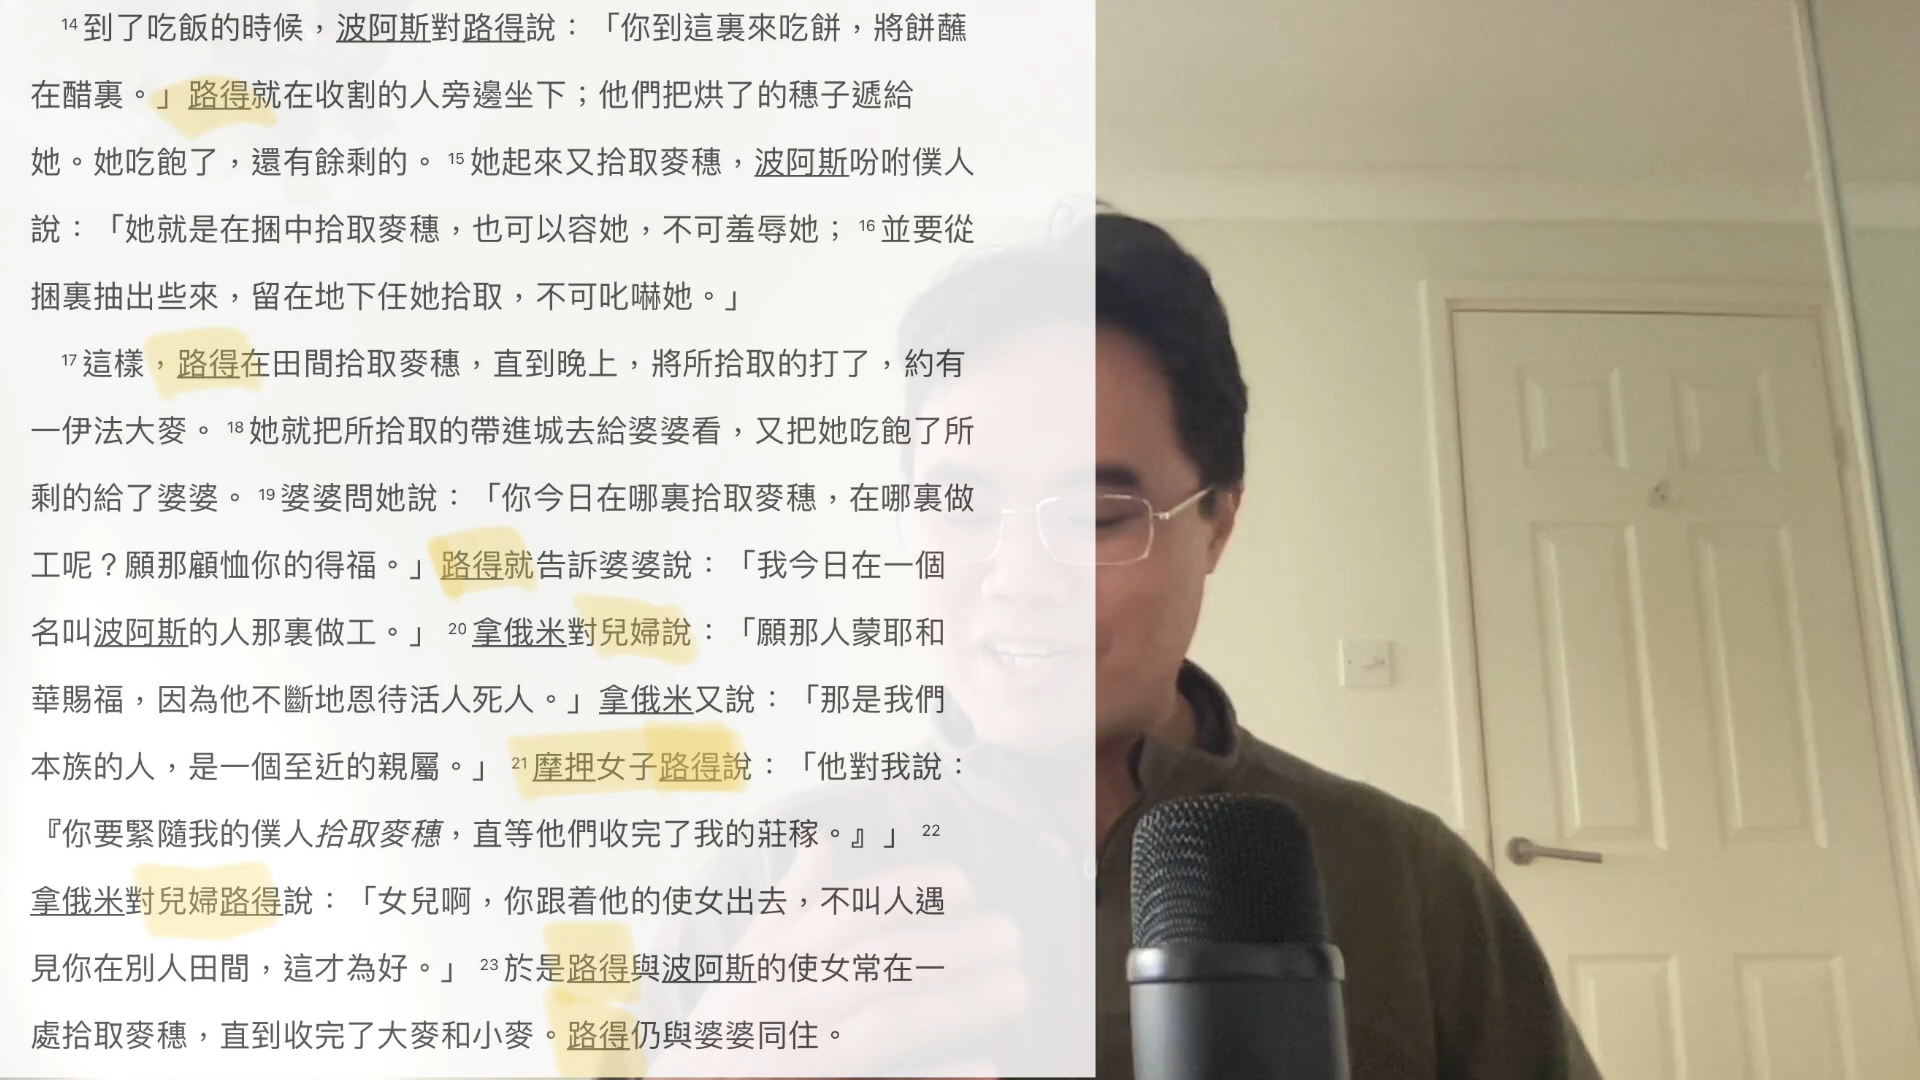 14 到了吃飯的時候，波阿斯對路得說：「你到這裏來吃餅，將餅蘸
在醋裏。」路得就在收割的人旁邊坐下；他們把烘了的穗子遞給
她。她吃飽了，還有餘剩的。 15 她起來又拾取麥穗，波阿斯吩咐僕人
說：「她就是在捆中拾取麥穗，也可以容她，不可羞辱她； 16 並要從
捆裏抽出些來，留在地下任她拾取，不可叱嚇她。」
17 這樣，路得在田間拾取麥穗，直到晚上，將所拾取的打了，約有
一伊法大麥。 18 她就把所拾取的帶進城去給婆婆看，又把她吃飽了所
剩的給了婆婆。 19 婆婆問她說：「你今日在哪裏拾取麥穗，在哪裏做
工呢？願那顧恤你的得福。」路得就告訴婆婆說：「我今日在一個
名叫波阿斯的人那裏做工。」 20 拿俄米對兒婦說：「願那人蒙耶和
華賜福，因為他不斷地恩待活人死人。」拿俄米又說：「那是我們
本族的人，是一個至近的親屬。」 21 摩押女子路得說：「他對我說：
『你要緊隨我的僕人拾取麥穗，直等他們收完了我的莊稼。』」 22
拿俄米對兒婦路得說：「女兒啊，你跟着他的使女出去，不叫人遇
見你在別人田間，這才為好。」 23 於是路得與波阿斯的使女常在一
處拾取麥穗，直到收完了大麥和小麥。路得仍與婆婆同住。